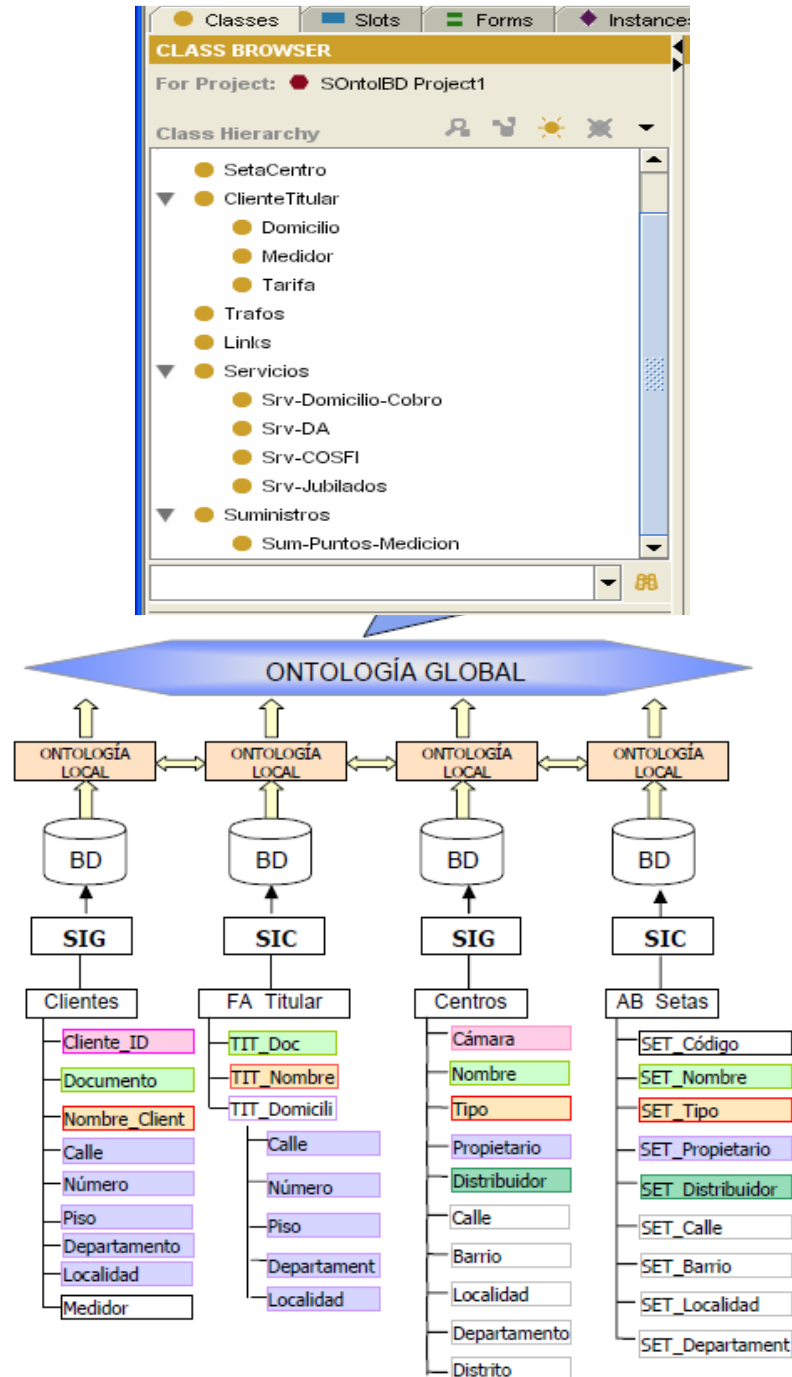 Classes Slots Forms Instance
CLASS BROWSER
For Project: SOntolBD Project1
Class Hierarchy
SetaCentro
ClienteTitular
Domicilio
Medidor
Tarifa
Trafos
Links
Servicios
Srv-Domicilio-Cobro
Srv-DA
Srv-COSFI
Srv-Jubilados
Suministros
Sum-Puntos-Medicion
ONTOLOGÍA GLOBAL
ONTOLOGÍA LOCAL
ONTOLOGÍA LOCAL
ONTOLOGÍA LOCAL
ONTOLOGÍA LOCAL
BD BD BD BD
SIG SIC SIG SIC
Clientes
Cliente_ID
Documento
Nombre_Client
Calle
Número
Piso
Departamento
Localidad
Medidor
FA Titular
TIT_Doc
TIT_Nombre
TIT_Domicili
Calle
Número
Piso
Departament
Localidad
Centros
Cámara
Nombre
Tipo
Propietario
Distribuidor
Calle
Barrio
Localidad
Departamento
Distrito
AB Setas
SET_Código
SET_Nombre
SET_Tipo
SET_Propietario
SET_Distribuidor
SET_Calle
SET_Barrio
SET_Localidad
SET_Departament